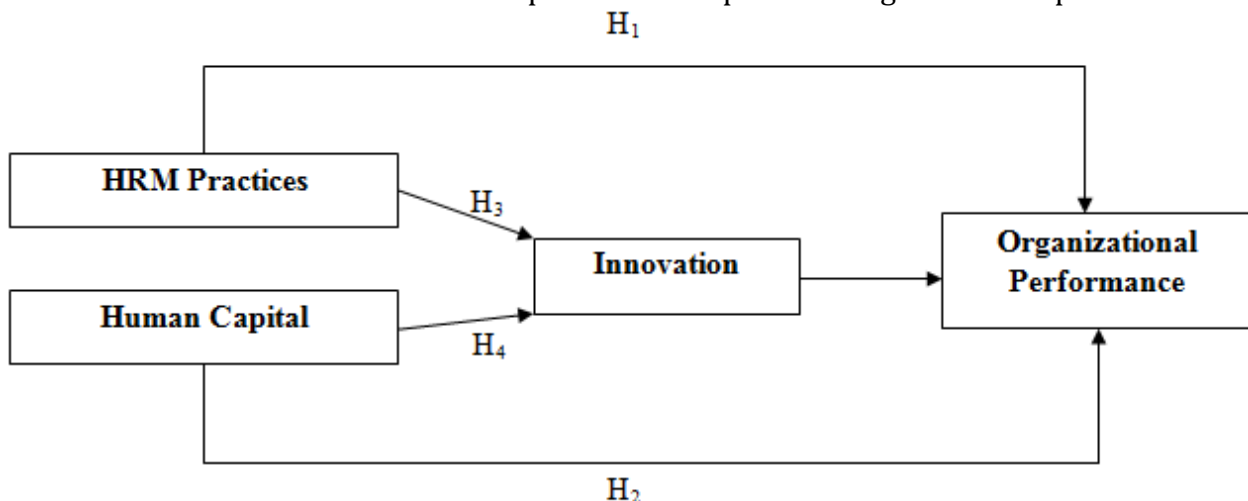 H₁
HRM Practices
H₃
Innovation
Organizational
Performance
Human Capital
H₄
H₂